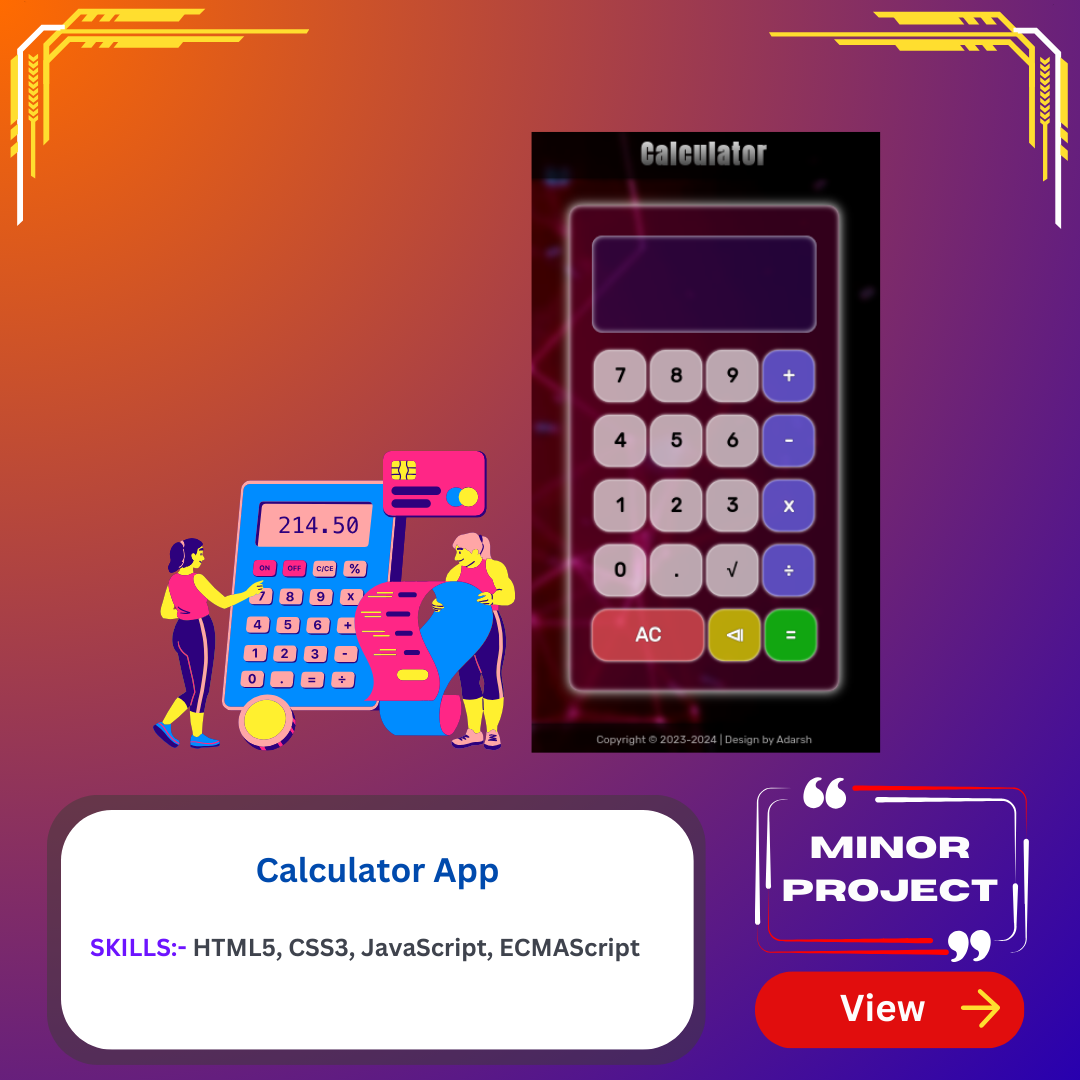 Calculator
7 8 9 +
4 5 6 -
1 2 3 x
0 . √ ÷
AC ⧏ =
Copyright © 2023-2024 | Design by Adarsh
214.50
ON OFF C/CE %
7 8 9 x
4 5 6 +
1 2 3 -
0 . = ÷
Calculator App
SKILLS:- HTML5, CSS3, JavaScript, ECMAScript
❝
MINOR
PROJECT
❞
View →